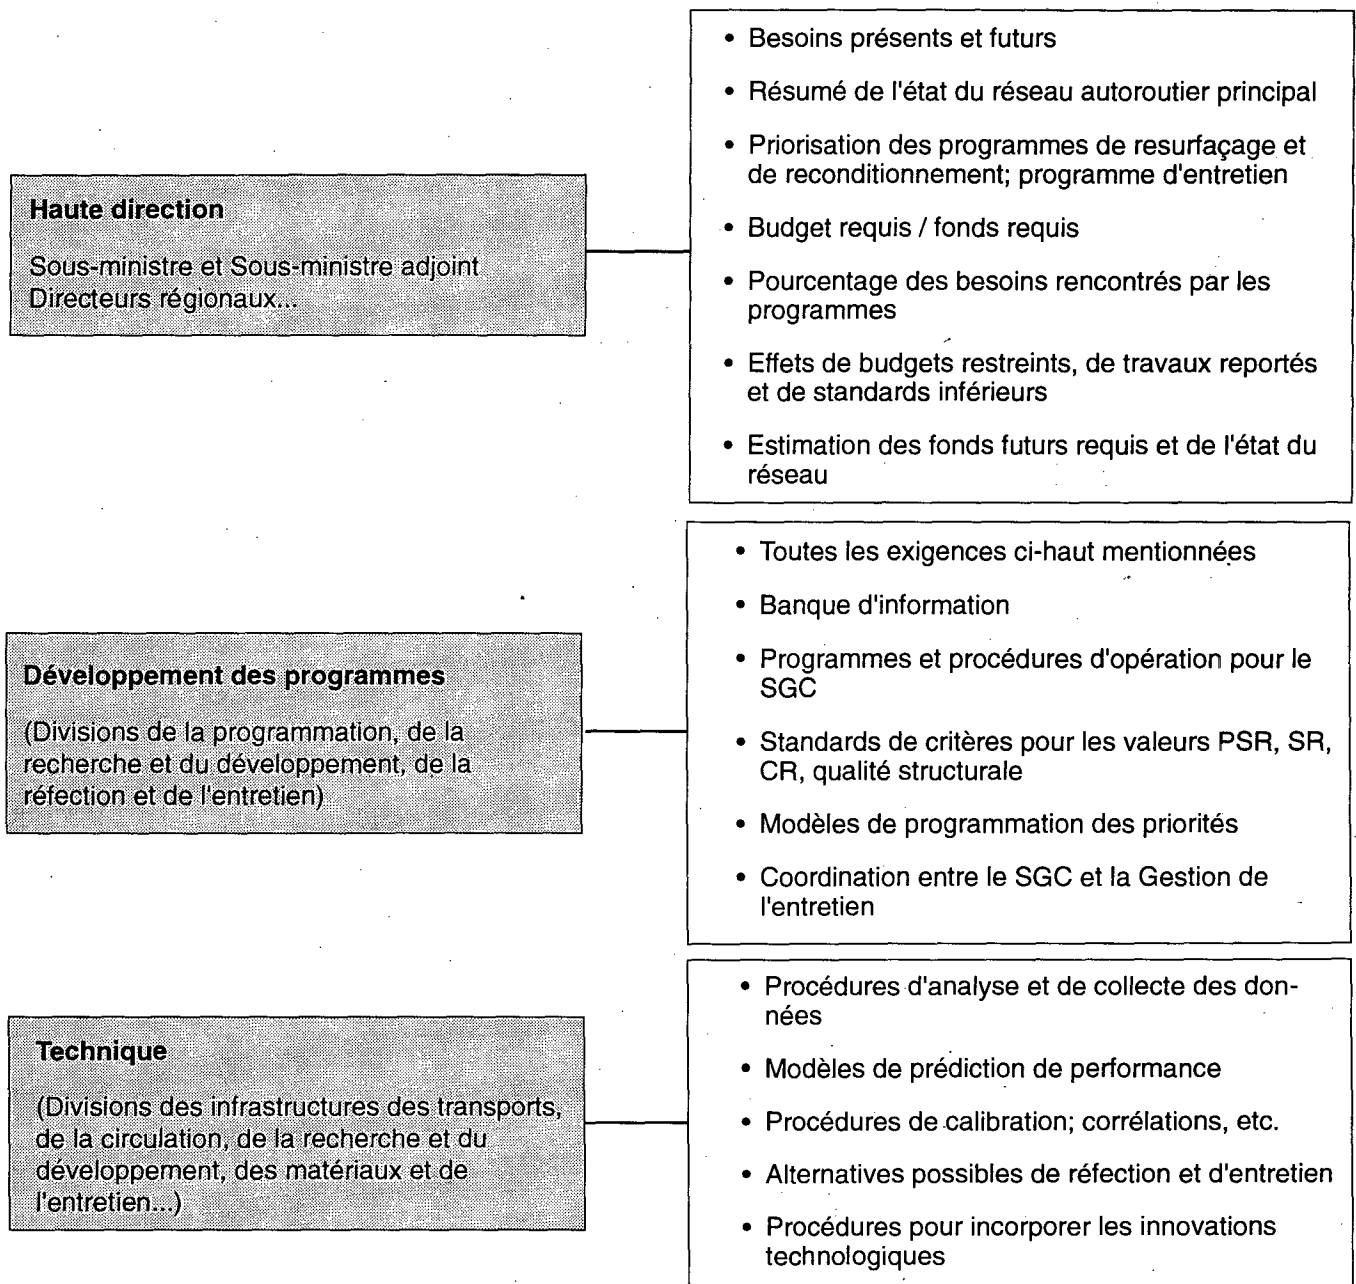 Haute direction
Sous-ministre et Sous-ministre adjoint
Directeurs régionaux...
• Besoins présents et futurs
• Résumé de l'état du réseau autoroutier principal
• Priorisation des programmes de resurfaçage et
de reconditionnement; programme d'entretien
• Budget requis / fonds requis
• Pourcentage des besoins rencontrés par les
programmes
• Effets de budgets restreints, de travaux reportés
et de standards inférieurs
• Estimation des fonds futurs requis et de l'état du
réseau
Développement des programmes
(Divisions de la programmation, de la
recherche et du développement, de la
réfection et de l'entretien)
• Toutes les exigences ci-haut mentionnées
• Banque d'information
• Programmes et procédures d'opération pour le
SGC
• Standards de critères pour les valeurs PSR, SR,
CR, qualité structurale
• Modèles de programmation des priorités
• Coordination entre le SGC et la Gestion de
l'entretien
Technique
(Divisions des infrastructures des transports,
de la circulation, de la recherche et du
développement, des matériaux et de
l'entretien...)
• Procédures d'analyse et de collecte des don-
nées
• Modèles de prédiction de performance
• Procédures de calibration; corrélations, etc.
• Alternatives possibles de réfection et d'entretien
• Procédures pour incorporer les innovations
technologiques